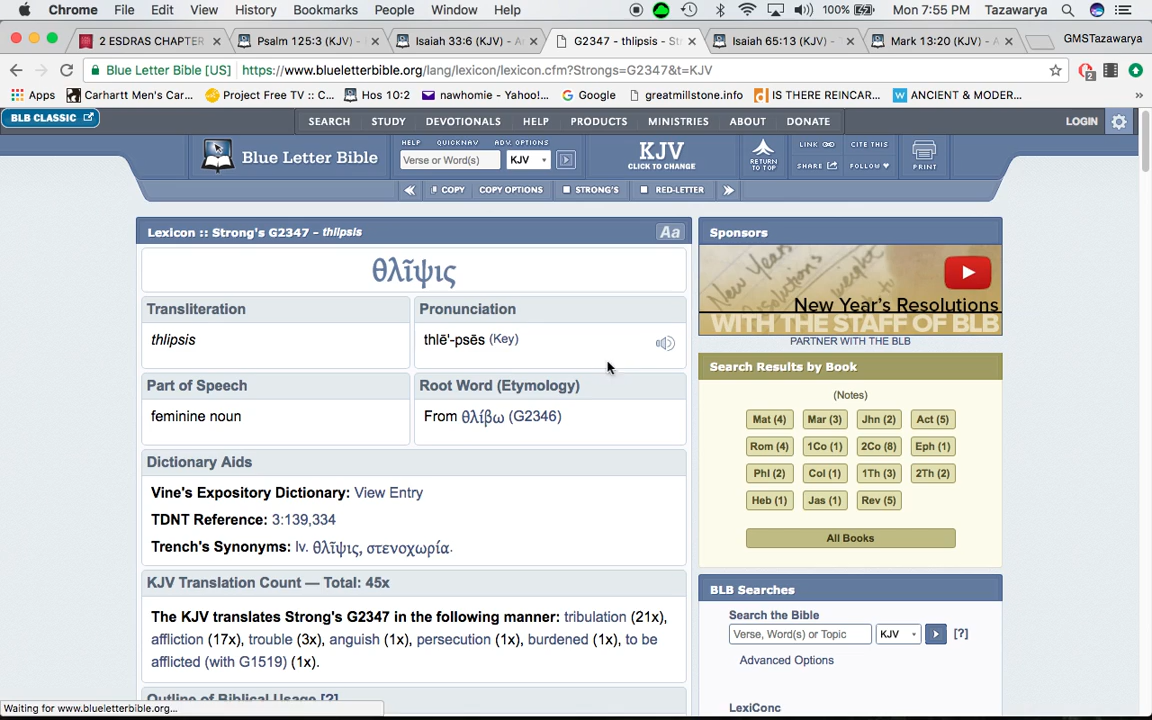 Chrome File Edit View History Bookmarks People Window Help 100% Mon 7:55 PM Tazawarya
2 ESDRAS CHAPTER Psalm 125:3 (KJV) - Isaiah 33:6 (KJV) - A G2347 - thlipsis - St Isaiah 65:13 (KJV) - Mark 13:20 (KJV) - A GMSTazawarya
Blue Letter Bible [US] https://www.blueletterbible.org/lang/lexicon/lexicon.cfm?Strongs=G2347&t=KJV 2
Apps Carhartt Men's Car... Project Free TV :: C... Hos 10:2 nawhomie - Yahoo!... Google greatmillstone.info IS THERE REINCAR... ANCIENT & MODER... »
BLB CLASSIC SEARCH STUDY DEVOTIONALS HELP PRODUCTS MINISTRIES ABOUT DONATE LOGIN
HELP QUICKNAV ADV. OPTIONS
Blue Letter Bible Verse or Word(s) KJV
KJV
CLICK TO CHANGE
RETURN TO TOP
LINK CITE THIS
SHARE FOLLOW
PRINT
COPY COPY OPTIONS STRONG'S RED-LETTER
Lexicon :: Strong's G2347 - thlipsis Aa
θλῖψις
Transliteration
thlipsis
Pronunciation
thlē'-psēs (Key)
Part of Speech
feminine noun
Root Word (Etymology)
From θλίβω (G2346)
Dictionary Aids
Vine's Expository Dictionary: View Entry
TDNT Reference: 3:139,334
Trench's Synonyms: lv. θλῖψις, στενοχωρία.
KJV Translation Count — Total: 45x
The KJV translates Strong's G2347 in the following manner: tribulation (21x),
affliction (17x), trouble (3x), anguish (1x), persecution (1x), burdened (1x), to be
afflicted (with G1519) (1x).
Outline of Biblical Usage [?]
Sponsors
New Years Resolutions weight
New Year's Resolutions
WITH THE STAFF OF BLB
PARTNER WITH THE BLB
Search Results by Book
(Notes)
Mat (4) Mar (3) Jhn (2) Act (5)
Rom (4) 1Co (1) 2Co (8) Eph (1)
Phl (2) Col (1) 1Th (3) 2Th (2)
Heb (1) Jas (1) Rev (5)
All Books
BLB Searches
Search the Bible
Verse, Word(s) or Topic KJV [?]
Advanced Options
LexiConc
Waiting for www.blueletterbible.org...